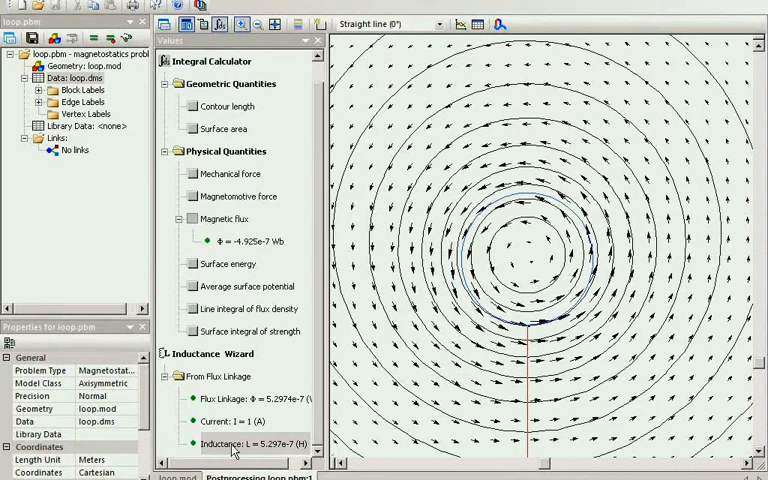 Straight line (0°)
loop.pbm
loop.pbm - magnetostatics probl
Geometry: loop.mod
Data: loop.dms
Block Labels
Edge Labels
Vertex Labels
Library Data: <none>
Links:
No links
Properties for loop.pbm
General
Problem Type Magnetostat.
Model Class Axisymmetric
Precision Normal
Geometry loop.mod
Data loop.dms
Library Data
Coordinates
Length Unit Meters
Coordinates Cartesian
Values
Integral Calculator
Geometric Quantities
Contour length
Surface area
Physical Quantities
Mechanical force
Magnetomotive force
Magnetic flux
Φ = -4.925e-7 Wb
Surface energy
Average surface potential
Line integral of flux density
Surface integral of strength
Inductance Wizard
From Flux Linkage
Flux Linkage: Φ = 5.2974e-7 (
Current: I = 1 (A)
Inductance: L = 5.297e-7 (H)
loop.mod
Postprocessing loop.pbm:1